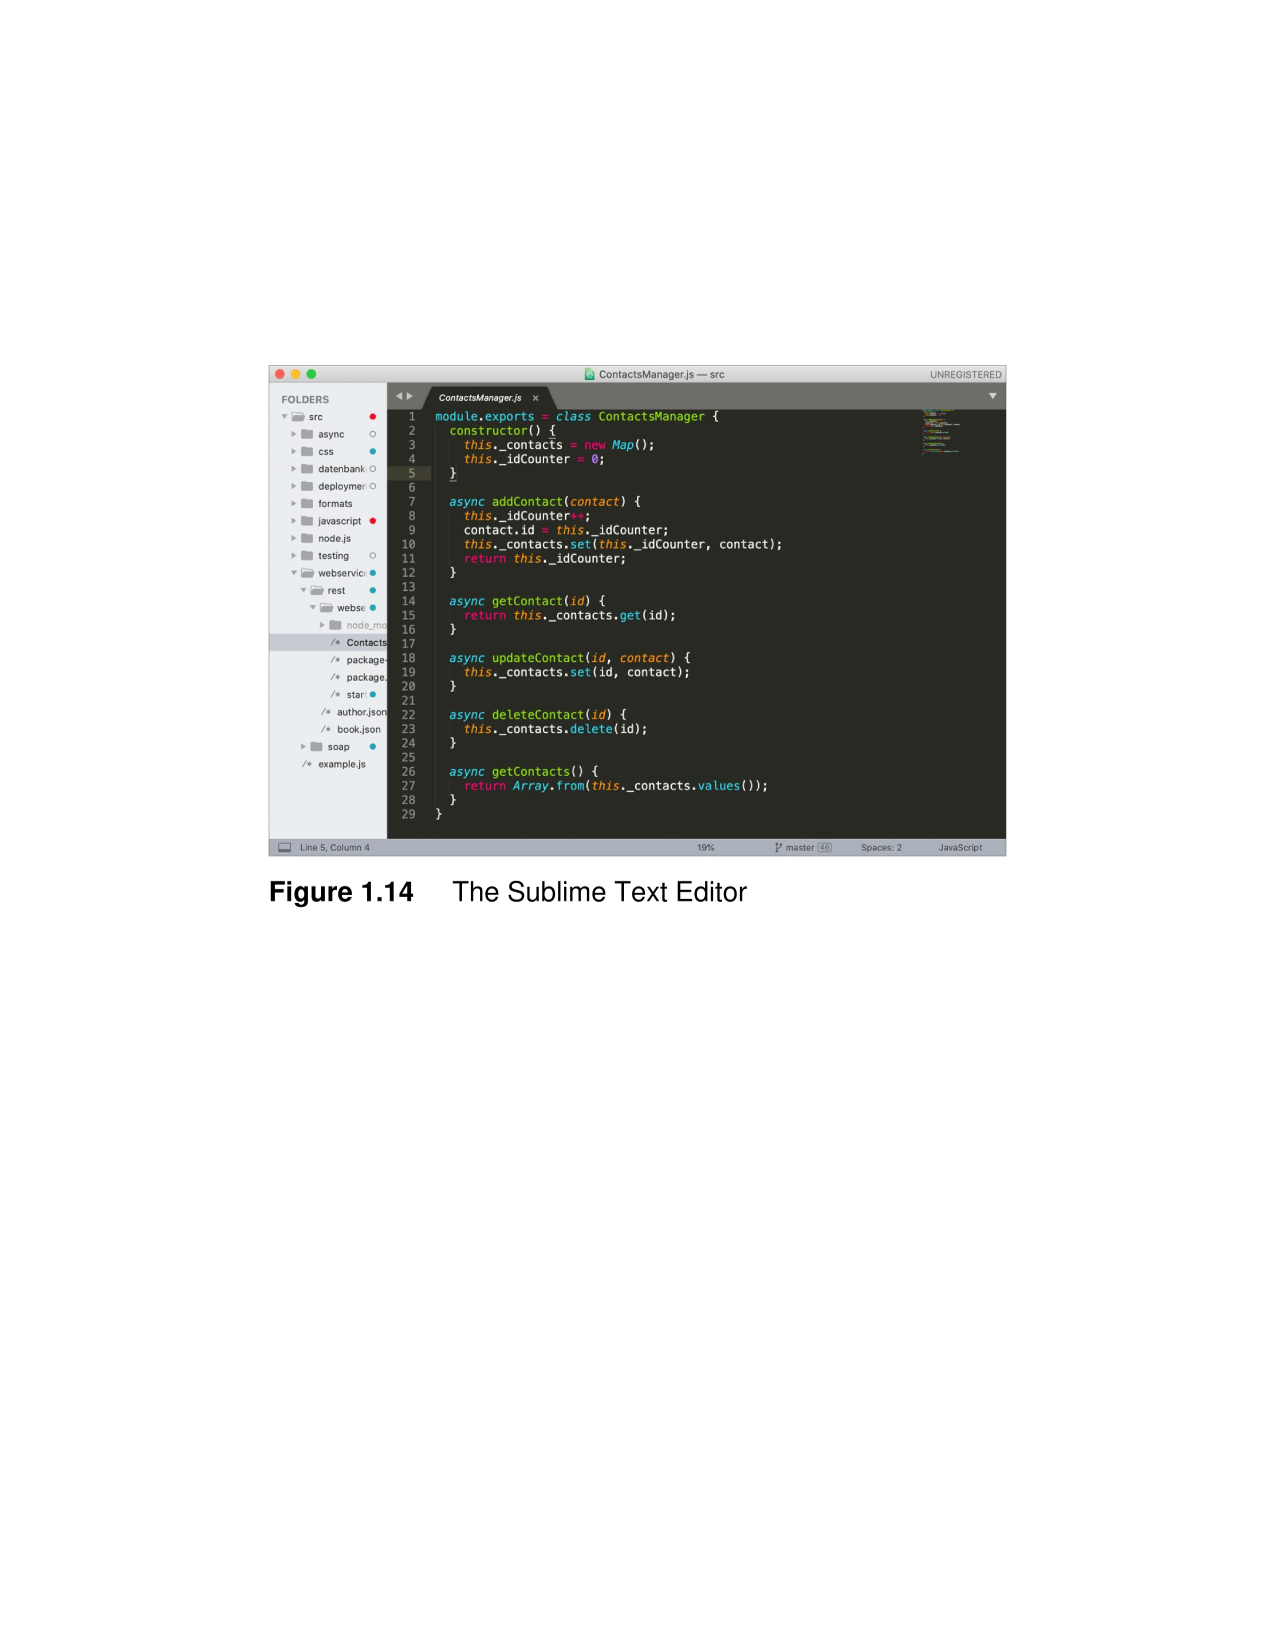 ContactsManager.js — src
UNREGISTERED
FOLDERS
src
async
css
datenbank
deploymen
formats
javascript
node.js
testing
webservic
rest
webse
node_mo
/* Contacts
/* package-
/* package.
/* star
/* author.json
/* book.json
soap
/* example.js
ContactsManager.js ×
1 module.exports = class ContactsManager {
2   constructor() {
3     this._contacts = new Map();
4     this._idCounter = 0;
5   }
6
7   async addContact(contact) {
8     this._idCounter++;
9     contact.id = this._idCounter;
10     this._contacts.set(this._idCounter, contact);
11     return this._idCounter;
12   }
13
14   async getContact(id) {
15     return this._contacts.get(id);
16   }
17
18   async updateContact(id, contact) {
19     this._contacts.set(id, contact);
20   }
21
22   async deleteContact(id) {
23     this._contacts.delete(id);
24   }
25
26   async getContacts() {
27     return Array.from(this._contacts.values());
28   }
29 }
Line 5, Column 4
19%
master 46
Spaces: 2
JavaScript
Figure 1.14 The Sublime Text Editor